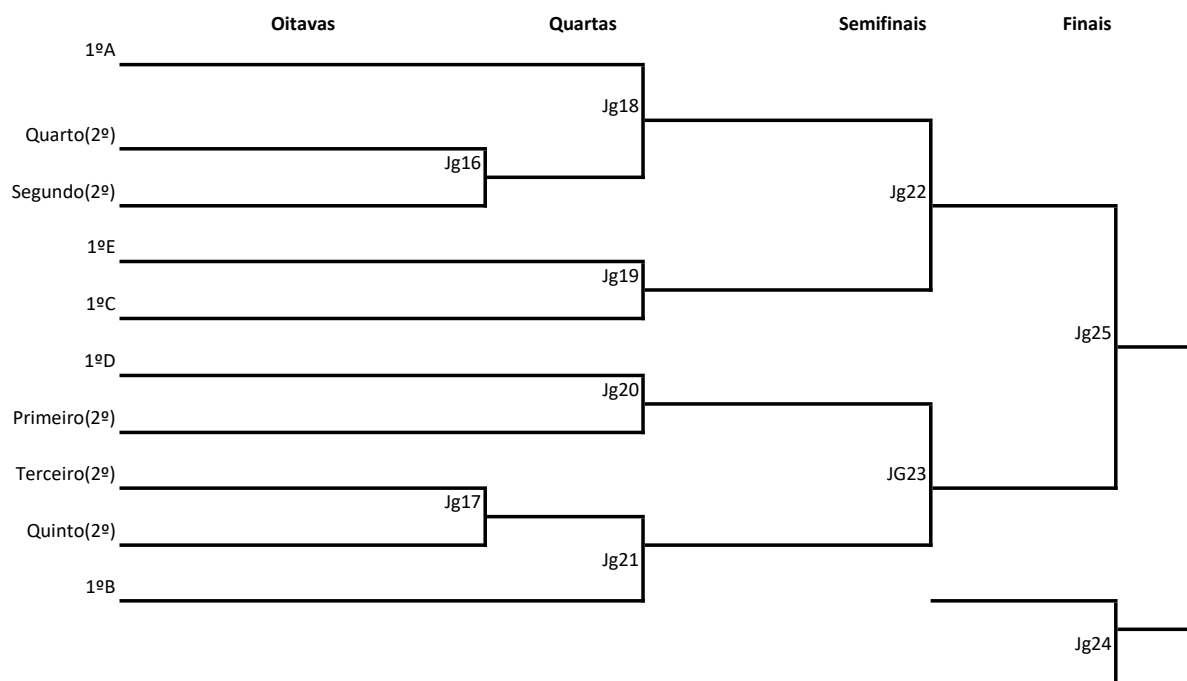 Oitavas Quartas Semifinais Finais
1ºA
Jg18
Quarto(2º)
Jg16
Segundo(2º)
Jg22
1ºE
Jg19
1ºC
Jg25
1ºD
Jg20
Primeiro(2º)
Terceiro(2º)
JG23
Jg17
Quinto(2º)
Jg21
1ºB
Jg24